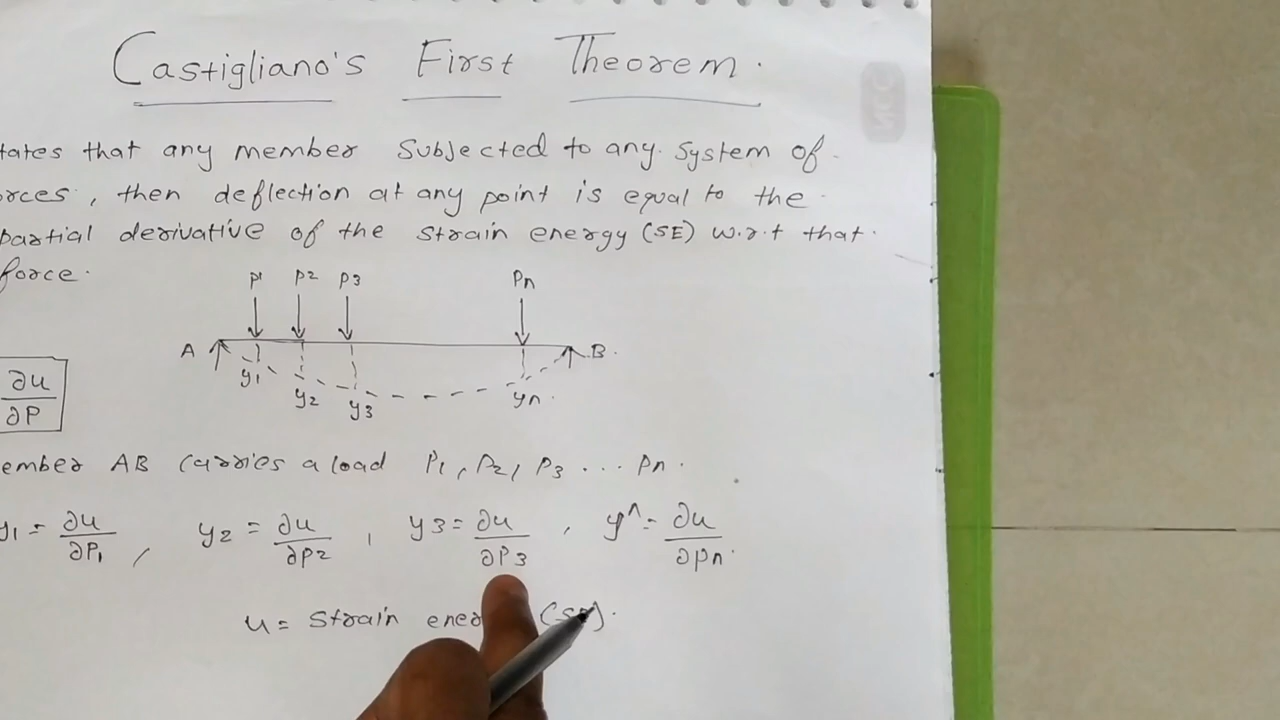 Castigliano's First Theorem.
tates that any member subjected to any system of
orces, then deflection at any point is equal to the
partial derivative of the strain energy (SE) w.r.t that.
force.
P1 P2 P3 Pn
A B.
y1 y2 y3 yn.
∂u
∂P
ember AB carries a load P1, P2, P3 ... Pn.
y1 = ∂u/∂P1, y2 = ∂u/∂P2, y3 = ∂u/∂P3, yn = ∂u/∂Pn.
u = strain ene (SE).